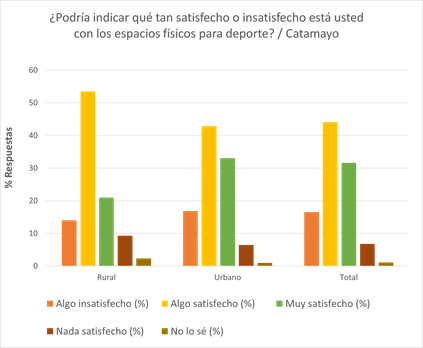 ¿Podría indicar qué tan satisfecho o insatisfecho está usted
con los espacios físicos para deporte? / Catamayo
60
50
40
30
20
10
0
% Respuestas
Rural
Urbano
Total
Algo insatisfecho (%)
Algo satisfecho (%)
Muy satisfecho (%)
Nada satisfecho (%)
No lo sé (%)